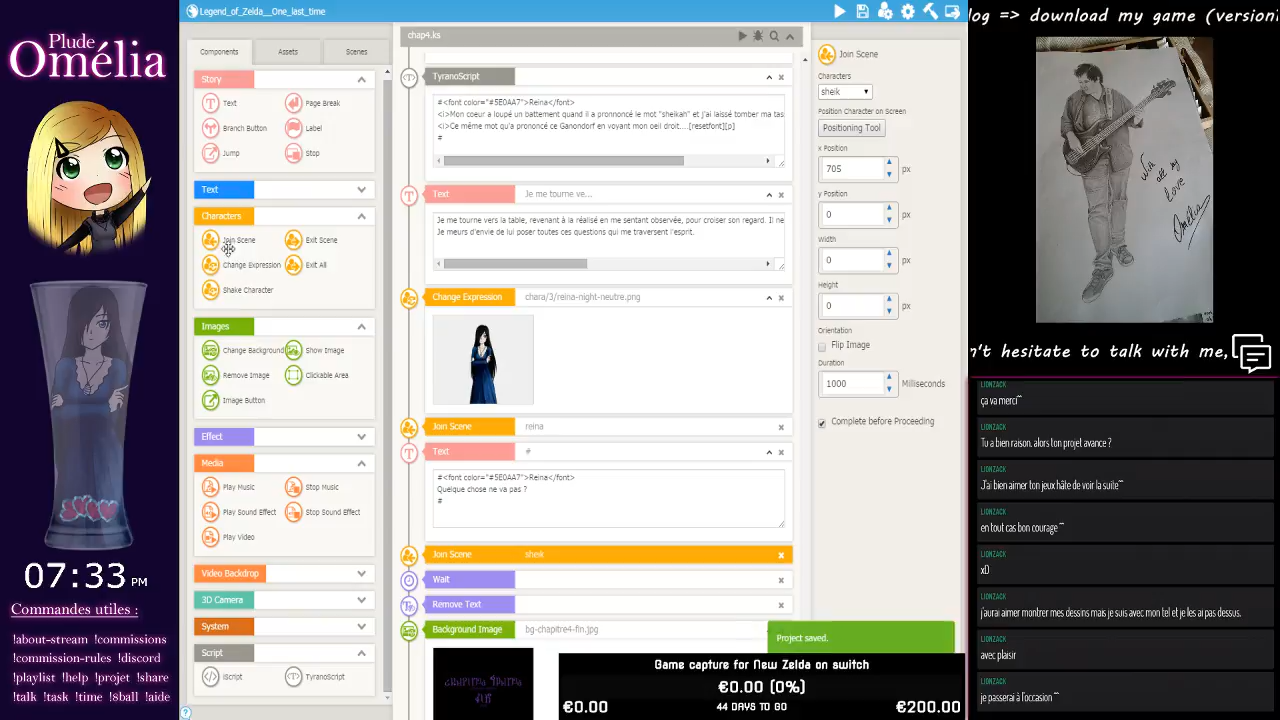 Plude
Omélia
07:33 PM
Commandes utiles :
!about-stream !commissions
!commission-rules !discord
!playlist !help !projet !share
!talk !task !time !8ball !aide
Legend_of_Zelda__One_last_time
Components
Assets
Scenes
Story
Text
Page Break
Branch Button
Label
Jump
Stop
Text
Characters
Join Scene
Exit Scene
Change Expression
Exit All
Shake Character
Images
Change Background
Show Image
Remove Image
Clickable Area
Image Button
Effect
Media
Play Music
Stop Music
Play Sound Effect
Stop Sound Effect
Play Video
Video Backdrop
3D Camera
System
Script
iScript
TyranoScript
chap4.ks
TyranoScript
#<font color="#5E0AA7">Reina</font>
<i>Mon coeur a loupé un battement quand il a prononcé le mot "sheikah" et j'ai laissé tomber ma tas
<i>Ce même mot qu'a prononcé ce Ganondorf en voyant mon oeil droit....[resetfont][p]
#
Text
Je me tourne ve...
Je me tourne vers la table, revenant à la réalisé en me sentant observée, pour croiser son regard. Il ne
Je meurs d'envie de lui poser toutes ces questions qui me traversent l'esprit.
Change Expression
chara/3/reina-night-neutre.png
Join Scene
reina
Text
#
#<font color="#5E0AA7">Reina</font>
Quelque chose ne va pas ?
#
Join Scene
sheik
Wait
Remove Text
Background Image
bg-chapitre4-fin.jpg
Join Scene
Characters
sheik
Position Character on Screen
Positioning Tool
x Position
705
px
y Position
0
px
Width
0
px
Height
0
px
Orientation
Flip Image
Duration
1000
Milliseconds
Complete before Proceeding
Project saved.
Game capture for New Zelda on switch
€0.00 (0%)
€0.00
44 DAYS TO GO
€200.00
log => download my game (version
With
all my
Love
Omélia
n't hesitate to talk with me,
LIONZACK
ça va merci^^
LIONZACK
Tu a bien raison, alors ton projet avance ?
LIONZACK
J'ai bien aimer ton jeux hâte de voir la suite^^
LIONZACK
en tout cas bon courage ^^
LIONZACK
xD
LIONZACK
j'aurai aimer montrer mes dessins mais je suis avec mon tel et je les ai pas dessus.
LIONZACK
avec plaisir
LIONZACK
je passerai à l'occasion ^^